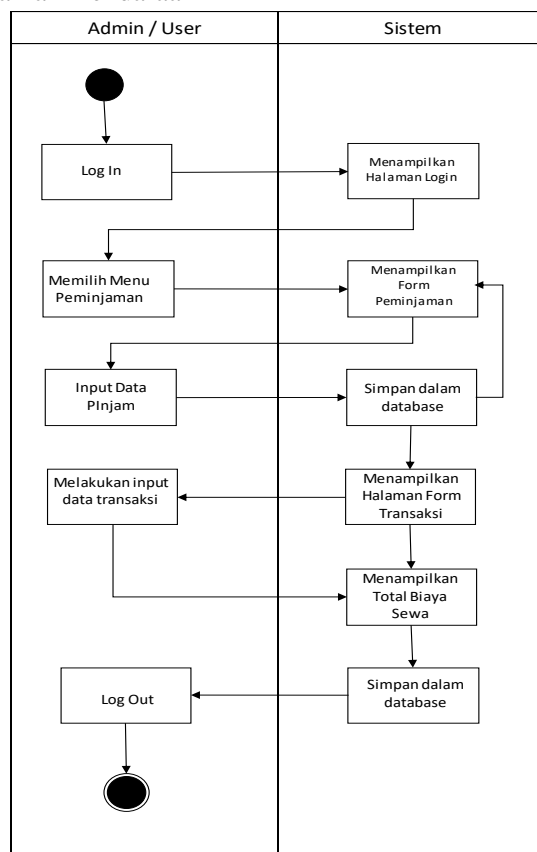 Admin / User
Sistem
Log In
Menampilkan
Halaman Login
Memilih Menu
Peminjaman
Menampilkan
Form
Peminjaman
Input Data
PInjam
Simpan dalam
database
Melakukan input
data transaksi
Menampilkan
Halaman Form
Transaksi
Menampilkan
Total Biaya
Sewa
Log Out
Simpan dalam
database